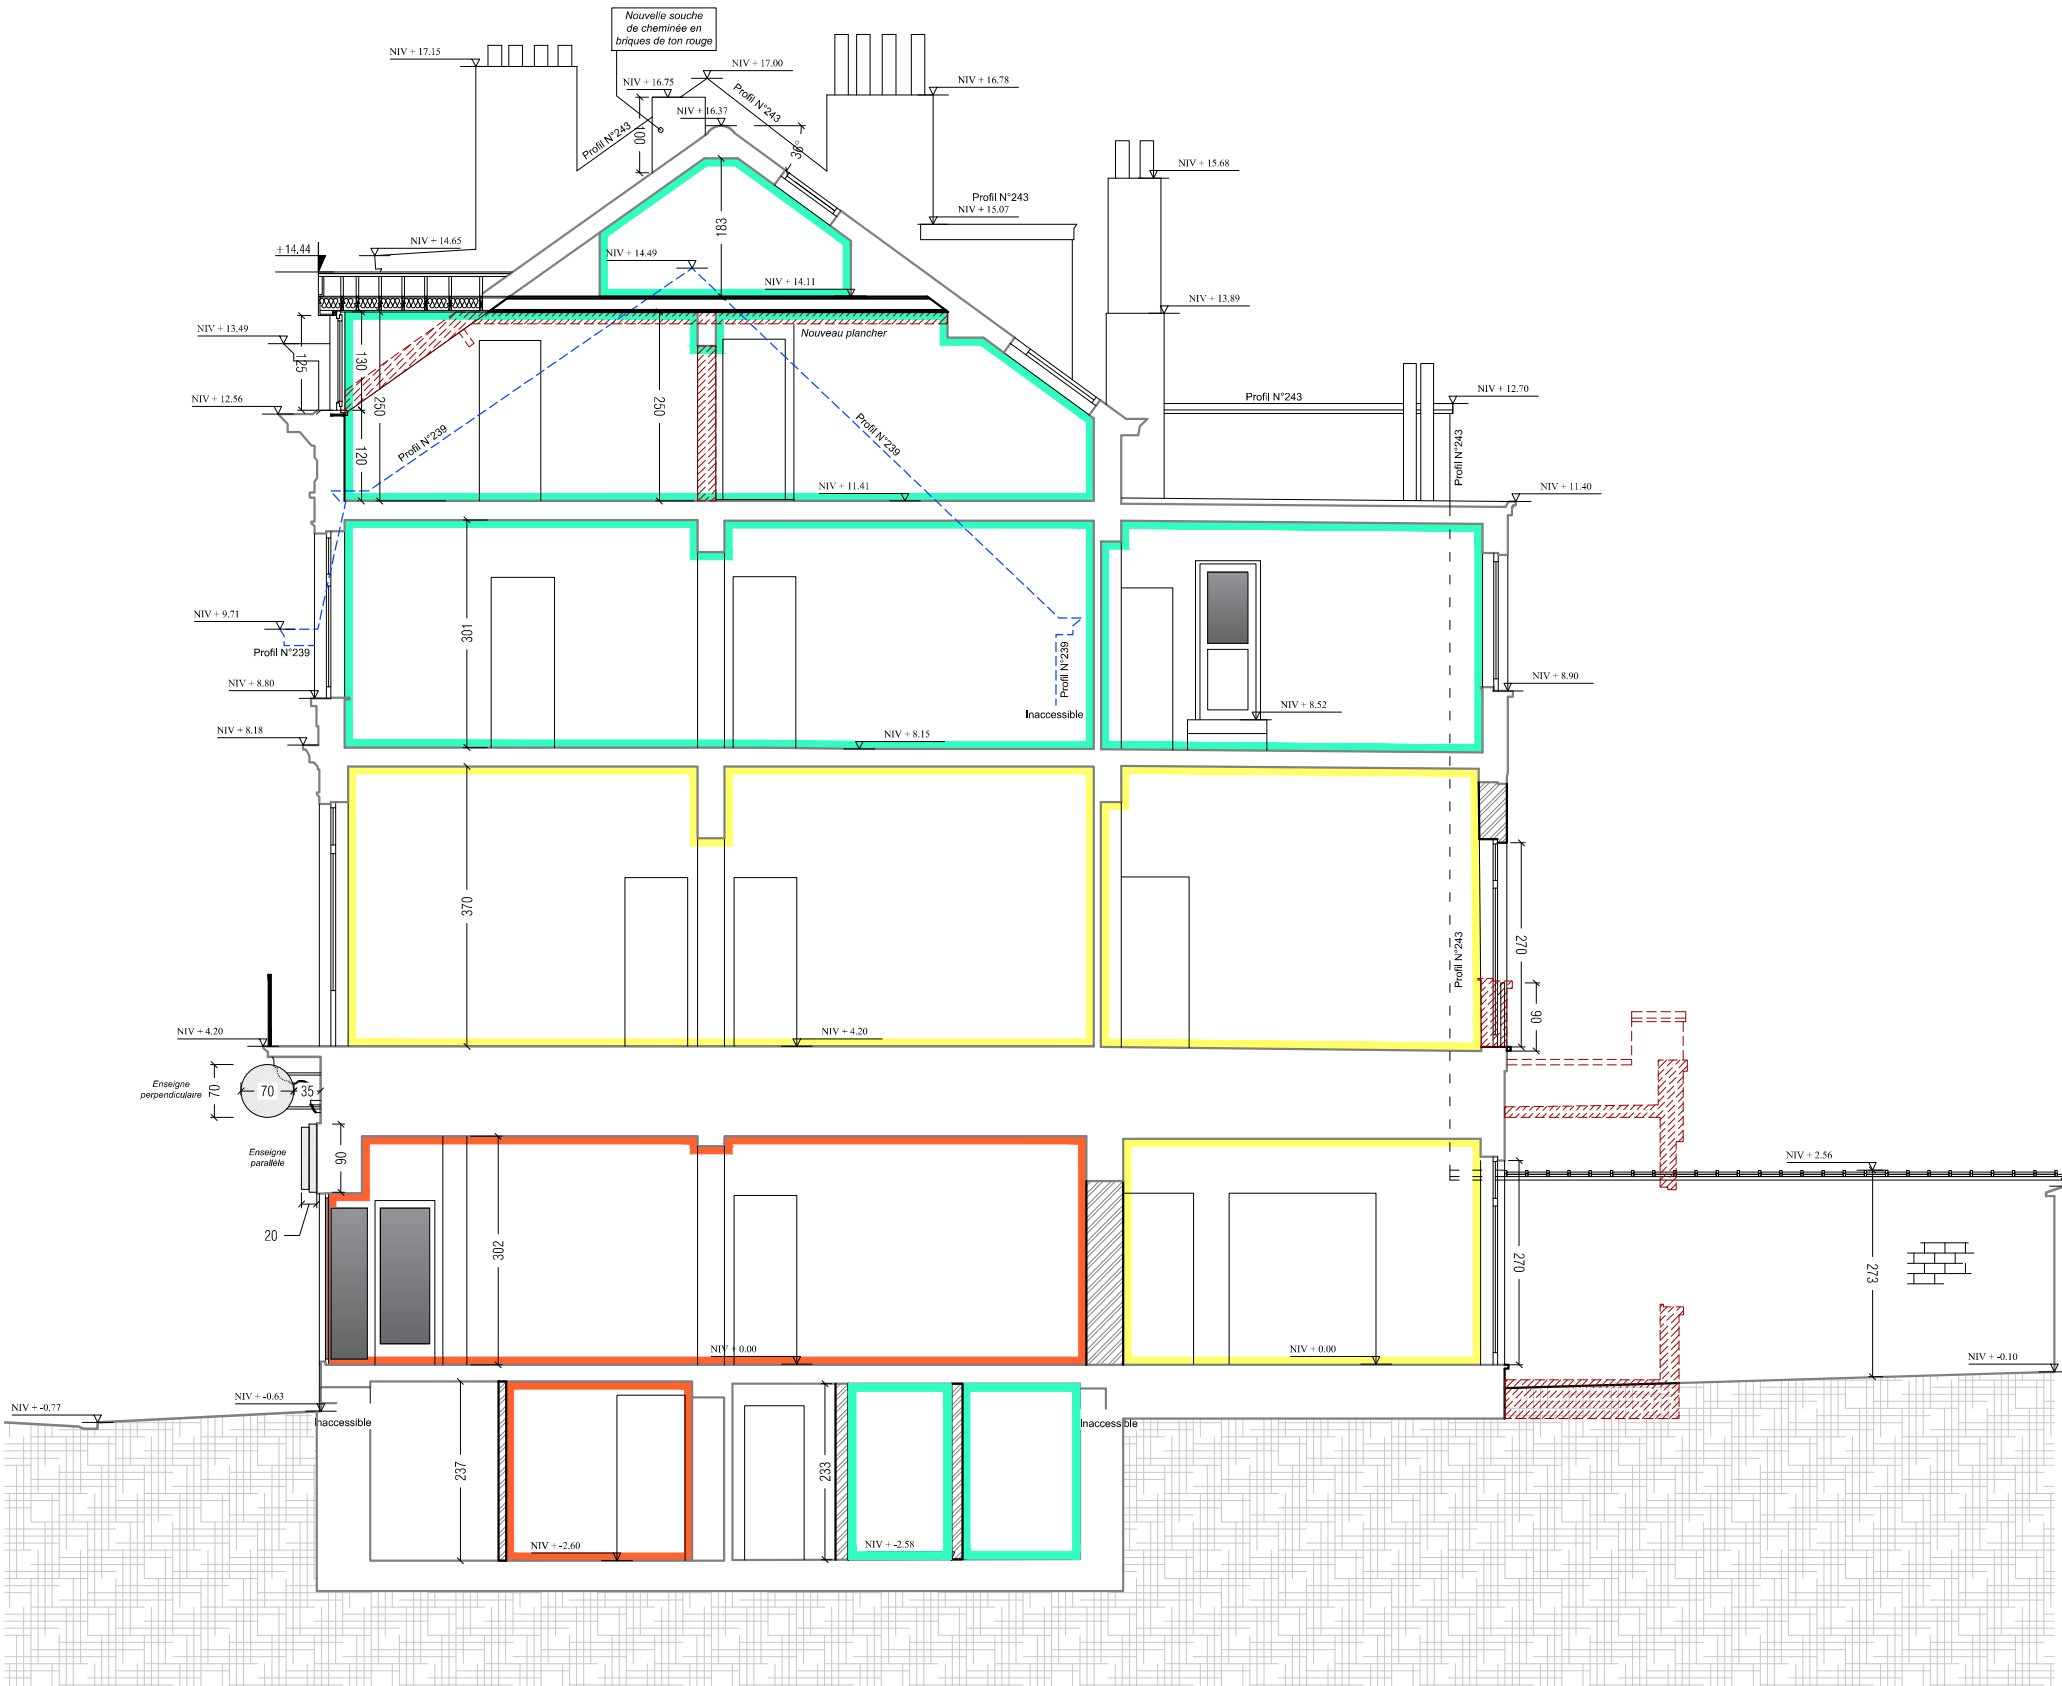 Nouvelle souche
de cheminée en
briques de ton rouge
NIV + 17.15
NIV + 17.00
NIV + 16.75
NIV + 16.78
Profil N°243
NIV + 16.37
Profil N°243
100
36°
NIV + 15.68
Profil N°243
NIV + 15.07
183
+14.44
NIV + 14.65
NIV + 14.49
NIV + 14.11
NIV + 13.89
NIV + 13.49
Nouveau plancher
125
130
250
250
120
NIV + 12.56
NIV + 12.70
Profil N°243
Profil N°239
Profil N°239
Profil N°243
NIV + 11.41
NIV + 11.40
301
NIV + 9.71
Profil N°239
Profil N°239
Inaccessible
NIV + 8.80
NIV + 8.90
NIV + 8.52
NIV + 8.18
NIV + 8.15
370
270
Profil N°243
90
NIV + 4.20
NIV + 4.20
Enseigne
perpendiculaire
70
70
35
Enseigne
parallèle
90
20
302
NIV + 2.56
270
273
NIV + 0.00
NIV + 0.00
NIV + -0.10
NIV + -0.63
NIV + -0.77
Inaccessible
Inaccessible
237
233
NIV + -2.60
NIV + -2.58